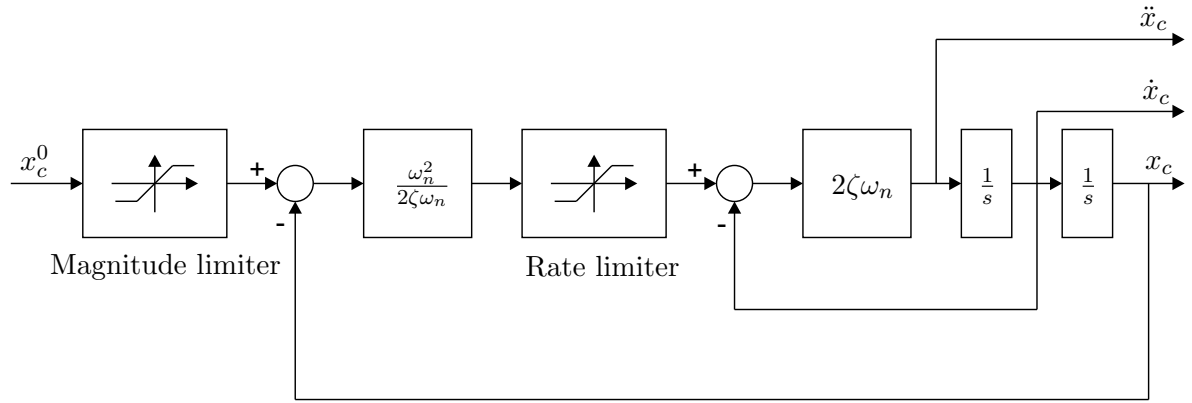 ẍ_c
ẋ_c
x_c^0
+
ω_n^2 / 2ζω_n
+
2ζω_n
1/s
1/s
x_c
-
-
Magnitude limiter
Rate limiter